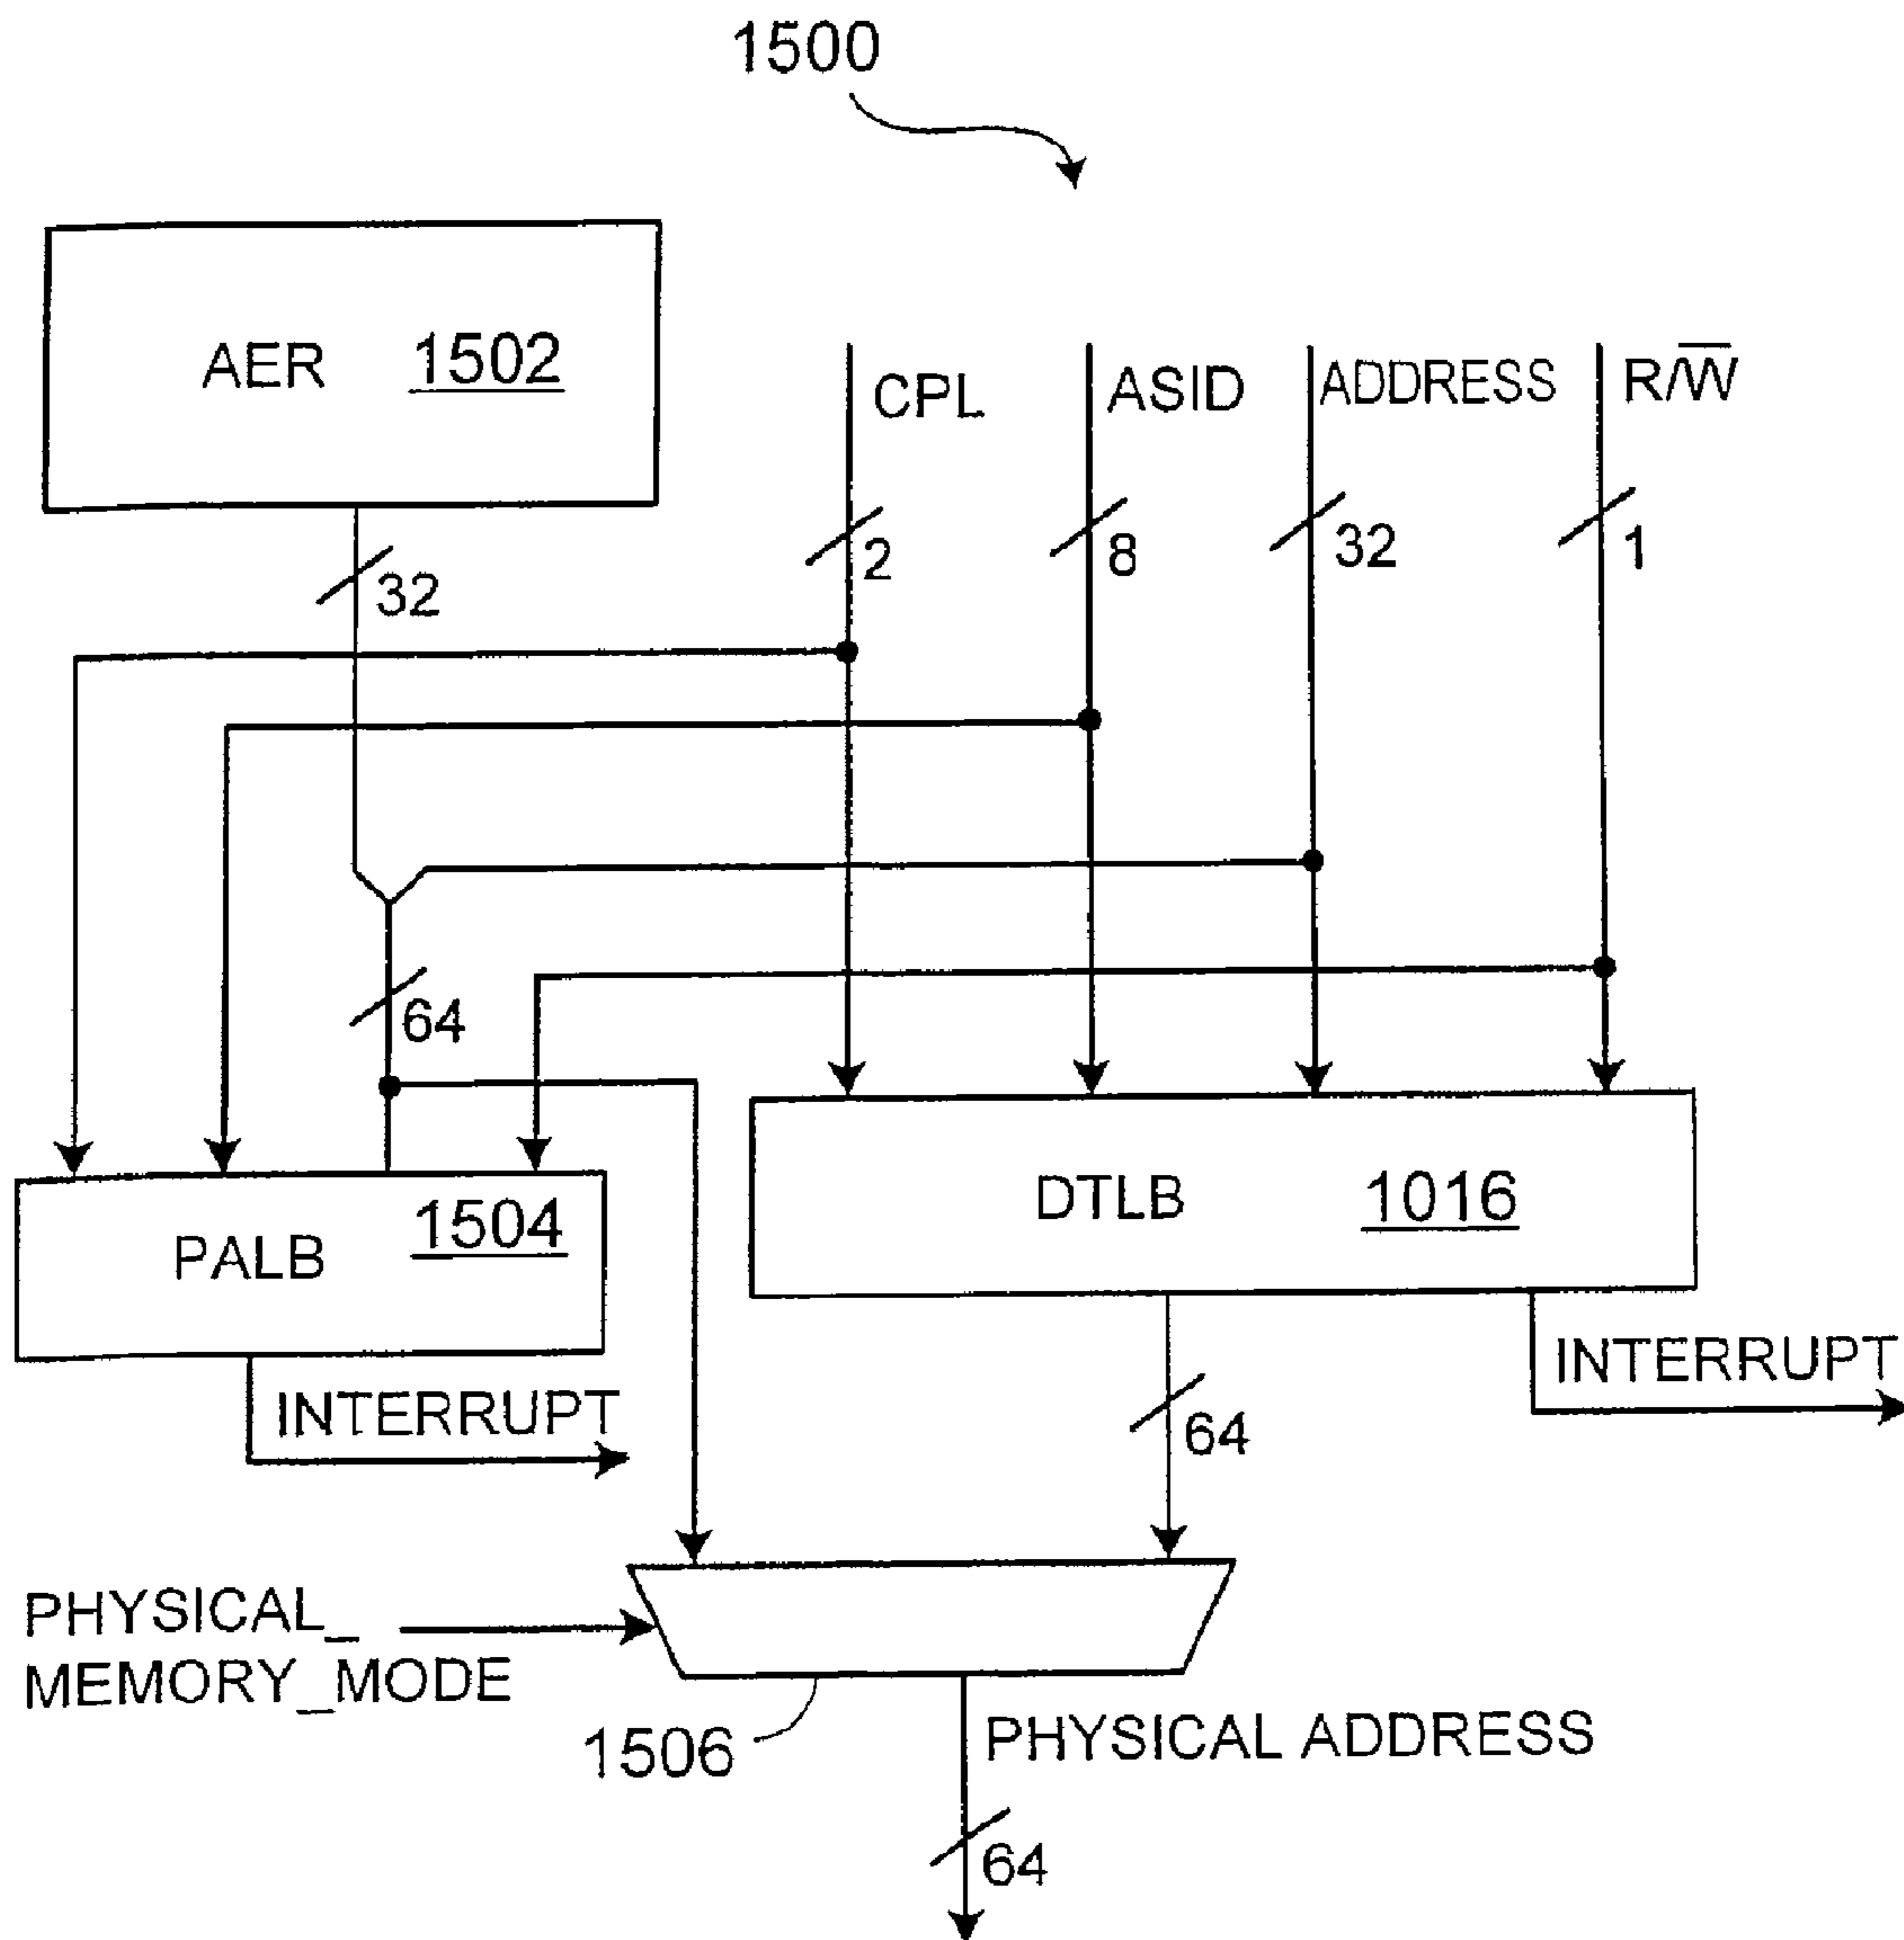 1500
AER 1502
CPL
ASID
ADDRESS
R/W̅
2
8
32
1
32
64
PALB 1504
DTLB 1016
INTERRUPT
INTERRUPT
64
PHYSICAL_
MEMORY_MODE
1506
PHYSICAL ADDRESS
64